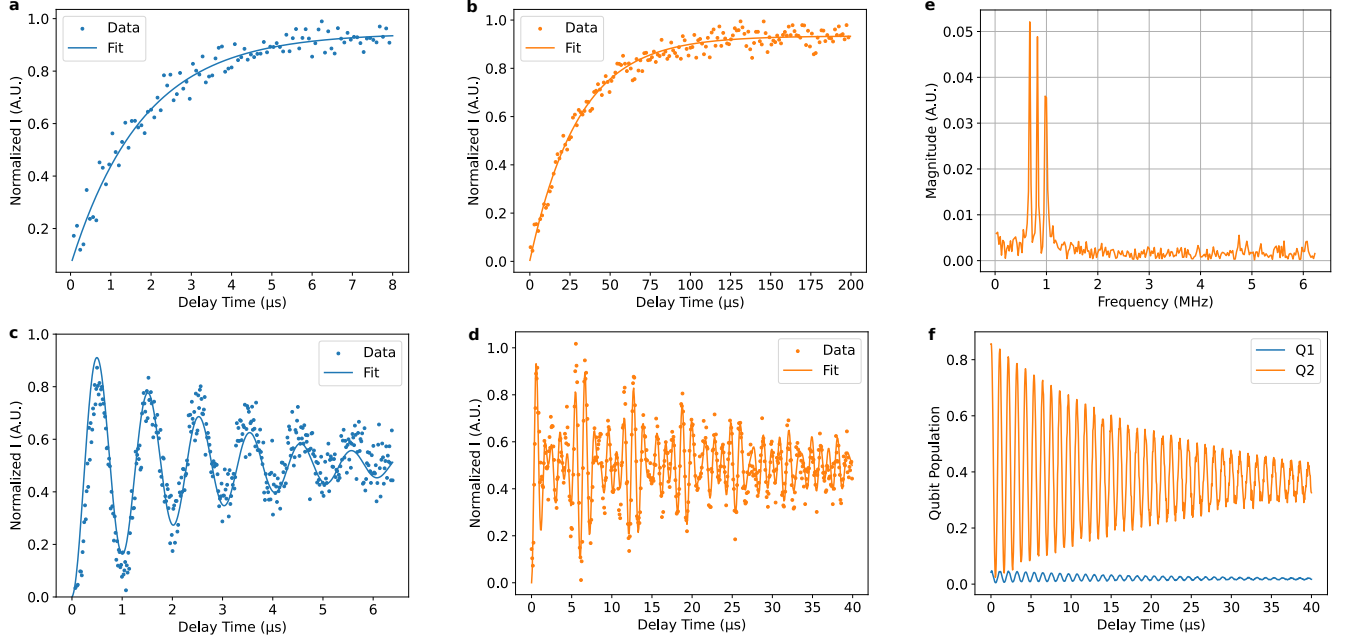 a
1.0
0.8
0.6
0.4
0.2
Normalized I (A.U.)
Data
Fit
0 1 2 3 4 5 6 7 8
Delay Time (μs)
b
1.0
0.8
0.6
0.4
0.2
0.0
Normalized I (A.U.)
Data
Fit
0 25 50 75 100 125 150 175 200
Delay Time (μs)
e
0.05
0.04
0.03
0.02
0.01
0.00
Magnitude (A.U.)
0 1 2 3 4 5 6
Frequency (MHz)
c
1.0
0.8
0.6
0.4
0.2
0.0
Normalized I (A.U.)
Data
Fit
0 1 2 3 4 5 6
Delay Time (μs)
d
1.0
0.8
0.6
0.4
0.2
0.0
Normalized I (A.U.)
Data
Fit
0 5 10 15 20 25 30 35 40
Delay Time (μs)
f
0.8
0.6
0.4
0.2
0.0
Qubit Population
Q1
Q2
0 5 10 15 20 25 30 35 40
Delay Time (μs)